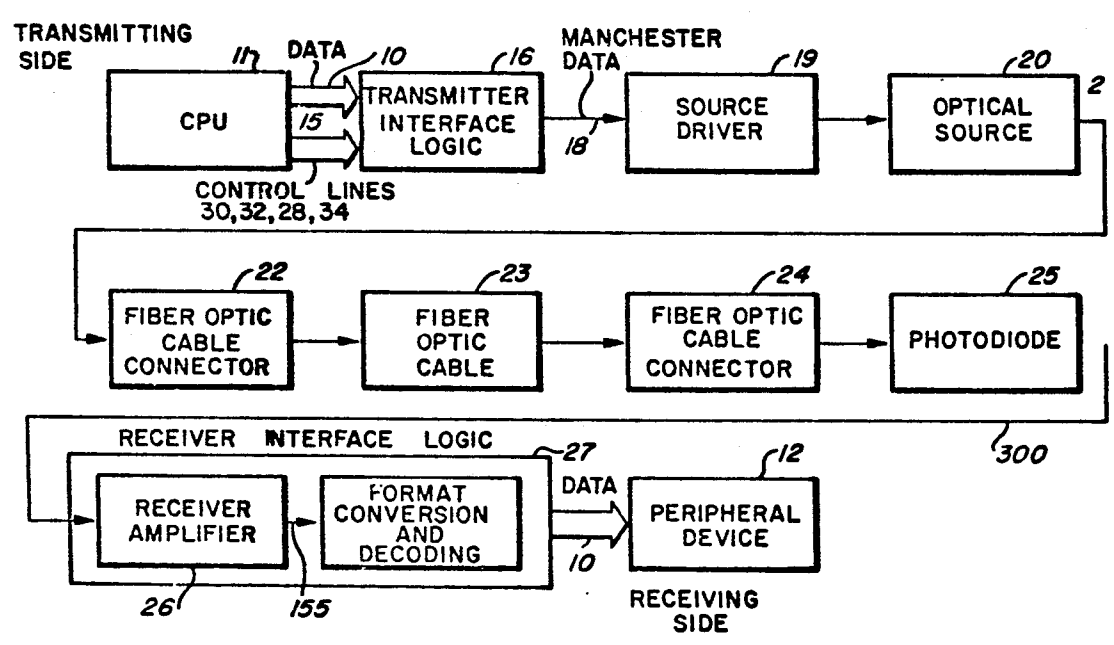 TRANSMITTING
SIDE
11
DATA
10
16
MANCHESTER
DATA
19
20
2
CPU
15
TRANSMITTER
INTERFACE
LOGIC
18
SOURCE
DRIVER
OPTICAL
SOURCE
CONTROL LINES
30,32,28,34
22
23
24
25
FIBER OPTIC
CABLE
CONNECTOR
FIBER
OPTIC
CABLE
FIBER OPTIC
CABLE
CONNECTOR
PHOTODIODE
300
RECEIVER INTERFACE LOGIC
27
12
RECEIVER
AMPLIFIER
FORMAT
CONVERSION
AND
DECODING
DATA
10
PERIPHERAL
DEVICE
26
155
RECEIVING
SIDE